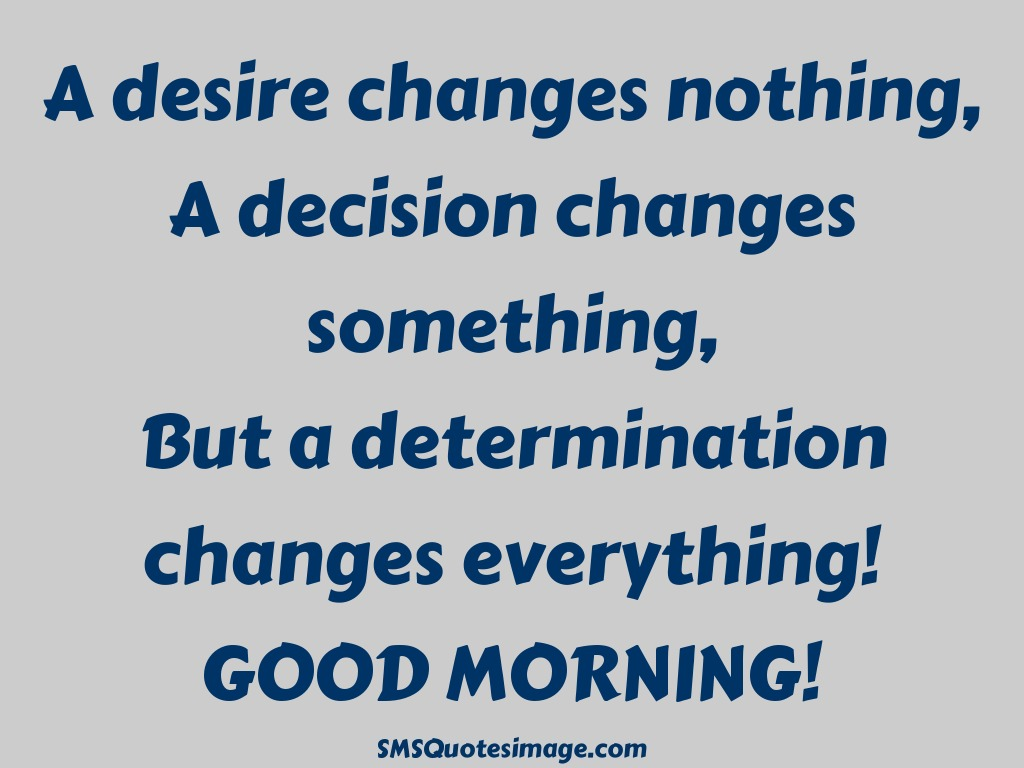 A desire changes nothing,
A decision changes
something,
But a determination
changes everything!
GOOD MORNING!
SMSQuotesimage.com